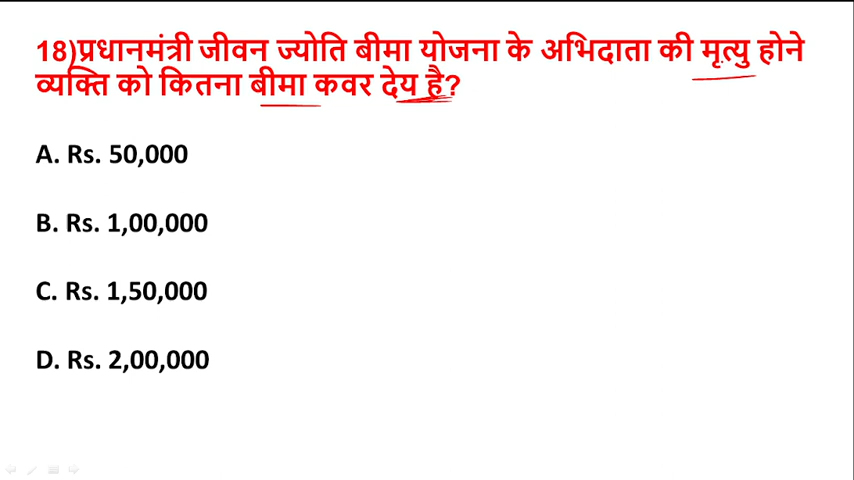 18)प्रधानमंत्री जीवन ज्योति बीमा योजना के अभिदाता की मृत्यु होने
व्यक्ति को कितना बीमा कवर देय है?
A. Rs. 50,000
B. Rs. 1,00,000
C. Rs. 1,50,000
D. Rs. 2,00,000